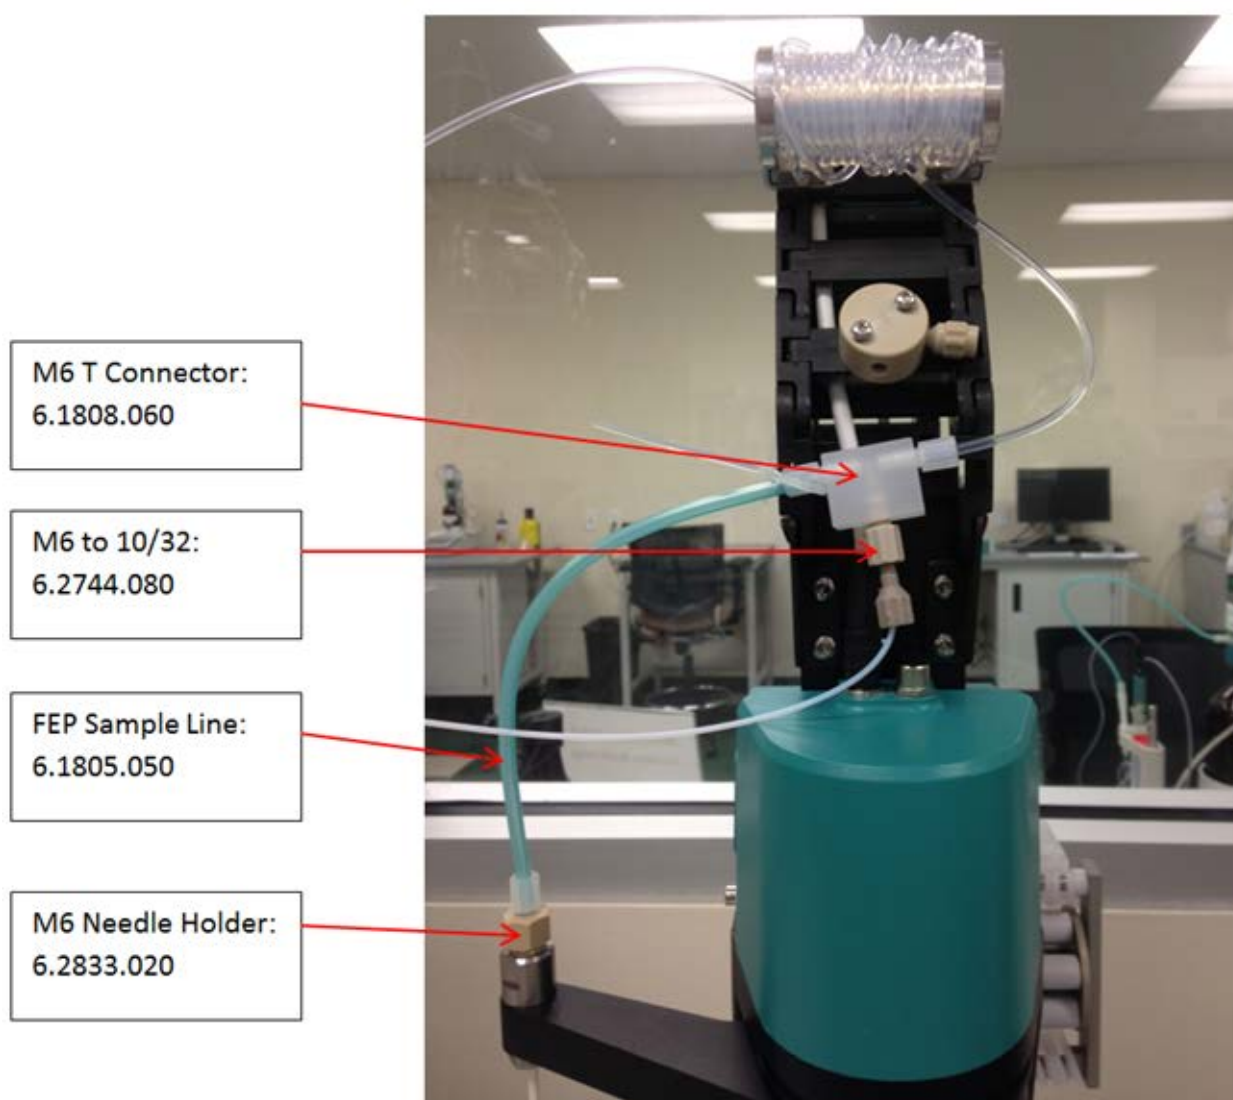 M6 T Connector:
6.1808.060
M6 to 10/32:
6.2744.080
FEP Sample Line:
6.1805.050
M6 Needle Holder:
6.2833.020